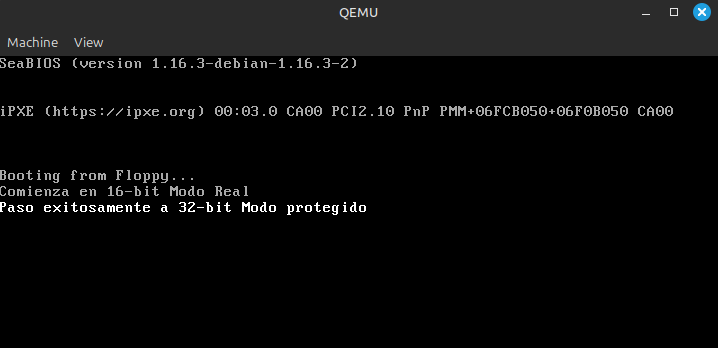 QEMU
Machine View
SeaBIOS (version 1.16.3-debian-1.16.3-2)
iPXE (https://ipxe.org) 00:03.0 CA00 PCI2.10 PnP PMM+06FCB050+06F0B050 CA00
Booting from Floppy...
Comienza en 16-bit Modo Real
Paso exitosamente a 32-bit Modo protegido